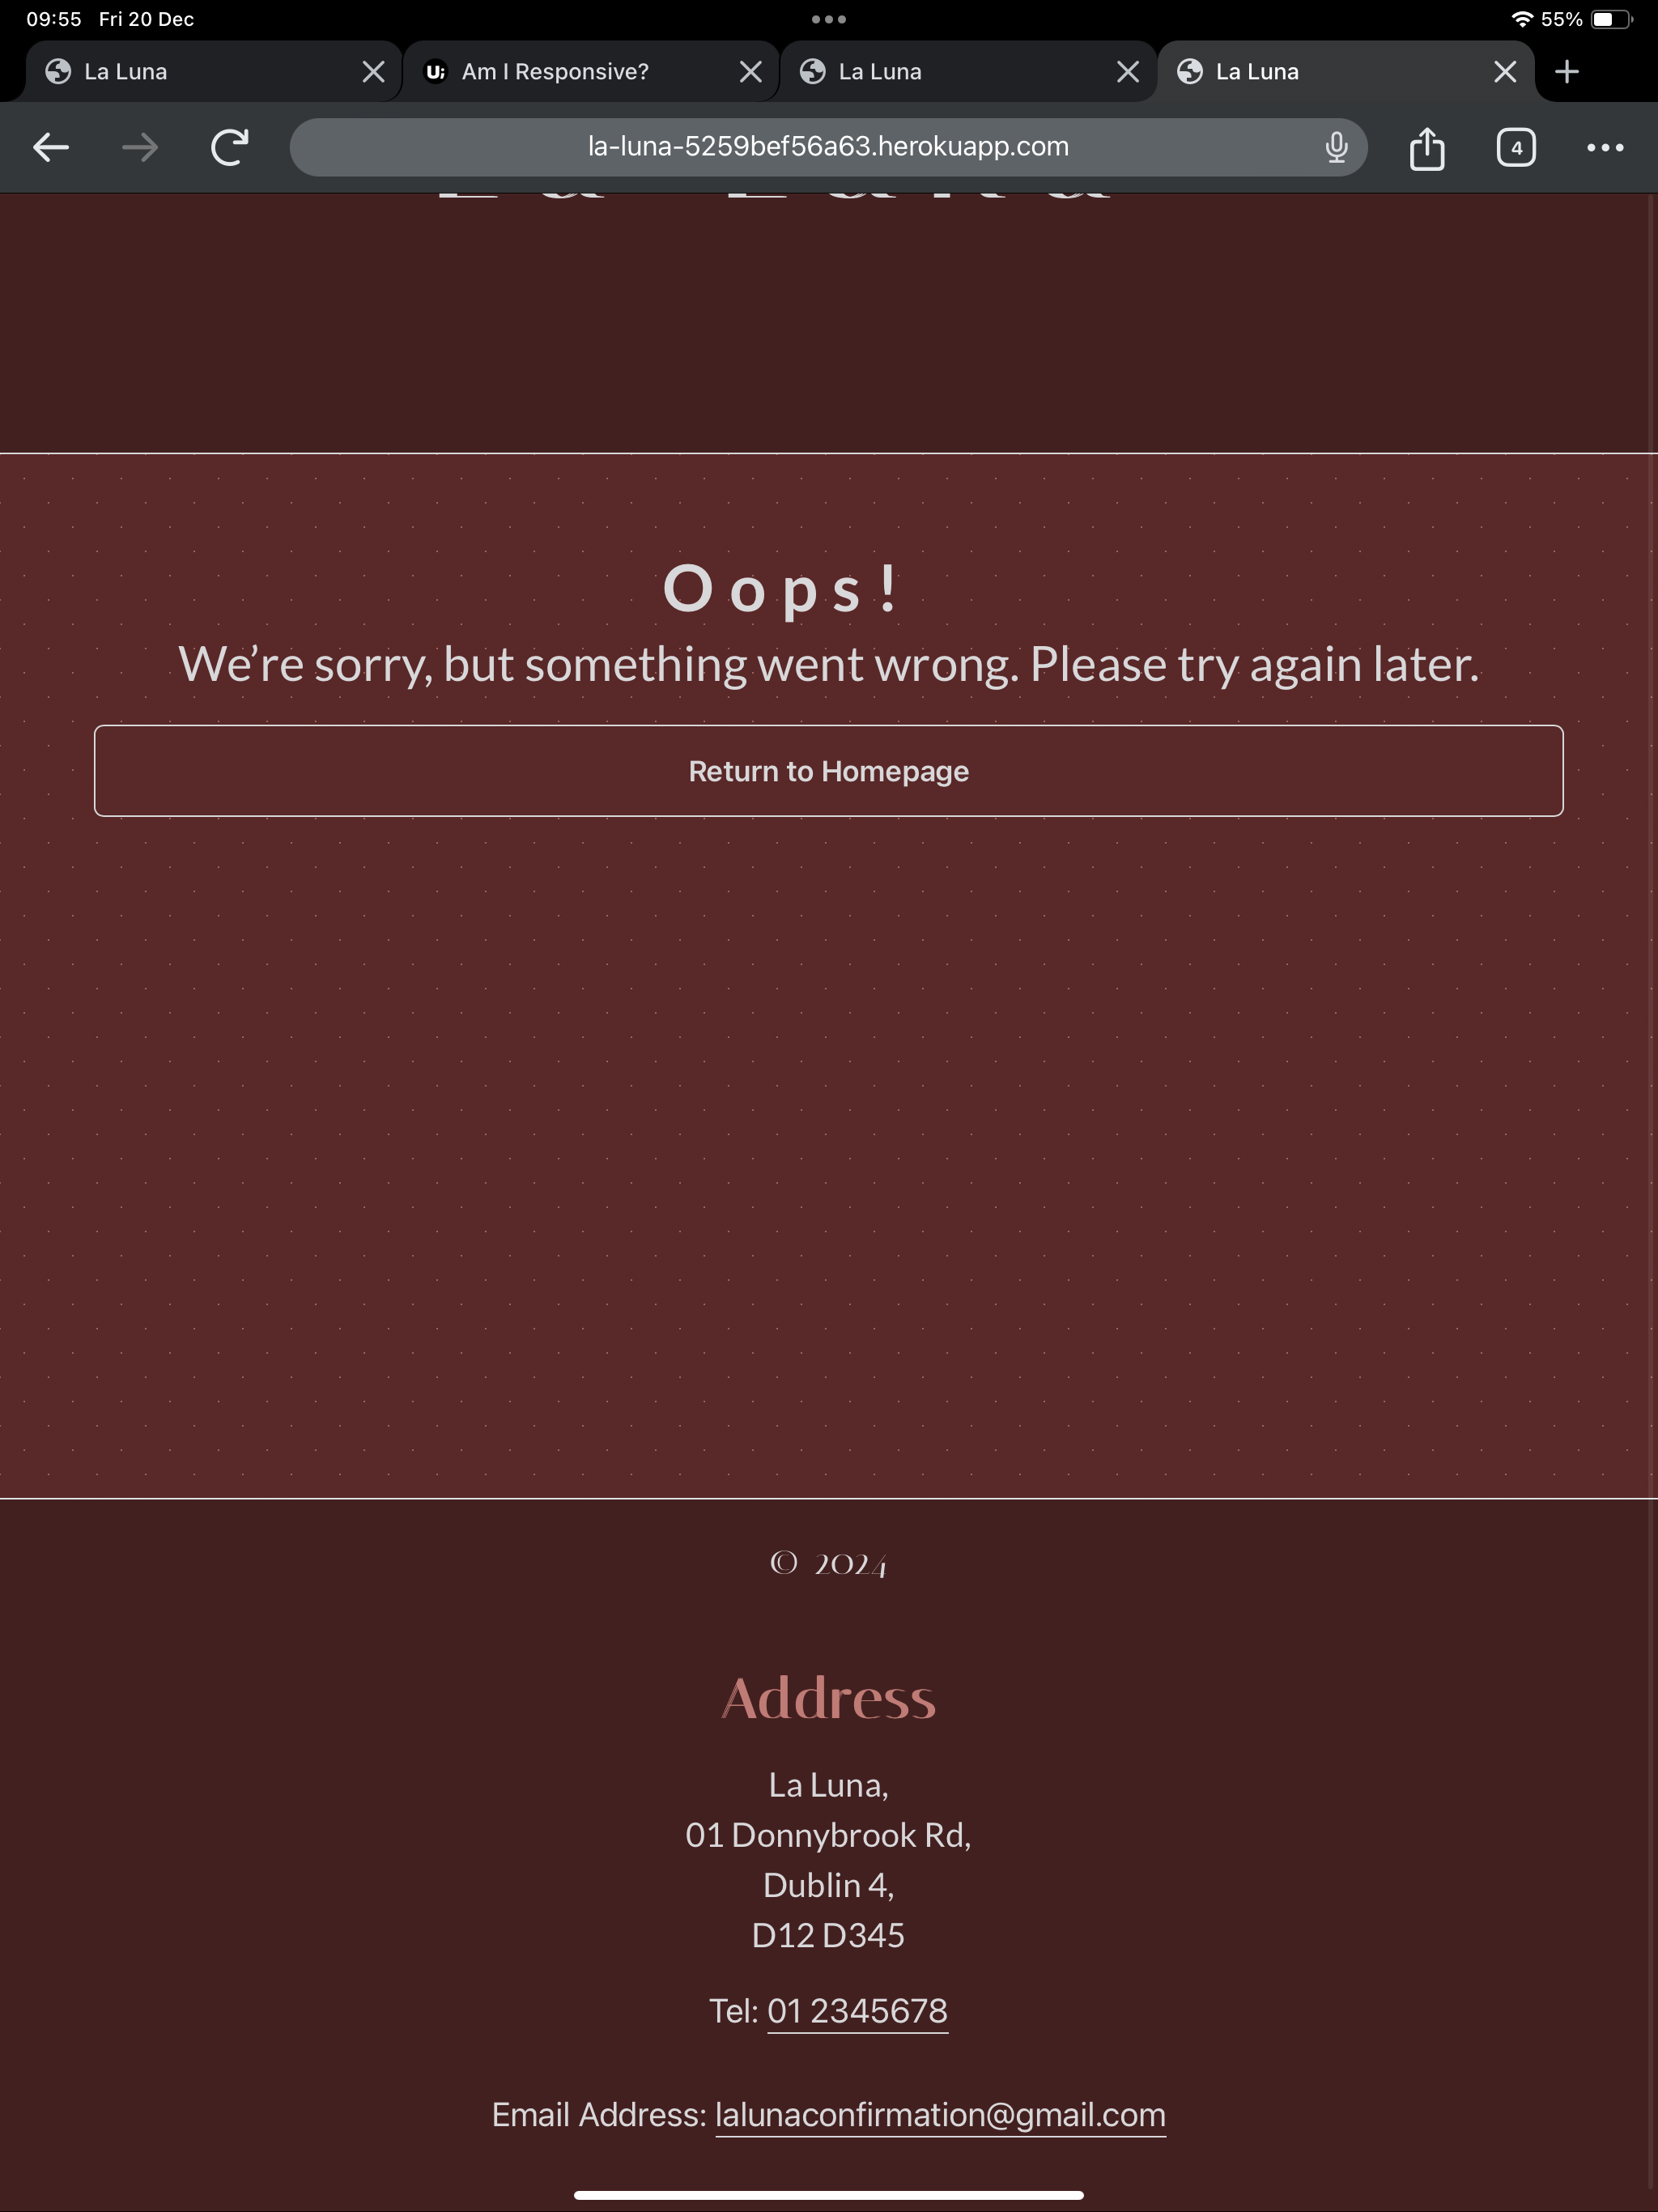 09:55 Fri 20 Dec
55%
La Luna
U; Am I Responsive?
La Luna
La Luna
la-luna-5259bef56a63.herokuapp.com
4
Oops!
We’re sorry, but something went wrong. Please try again later.
Return to Homepage
© 2024
Address
La Luna,
01 Donnybrook Rd,
Dublin 4,
D12 D345
Tel: 01 2345678
Email Address: lalunaconfirmation@gmail.com